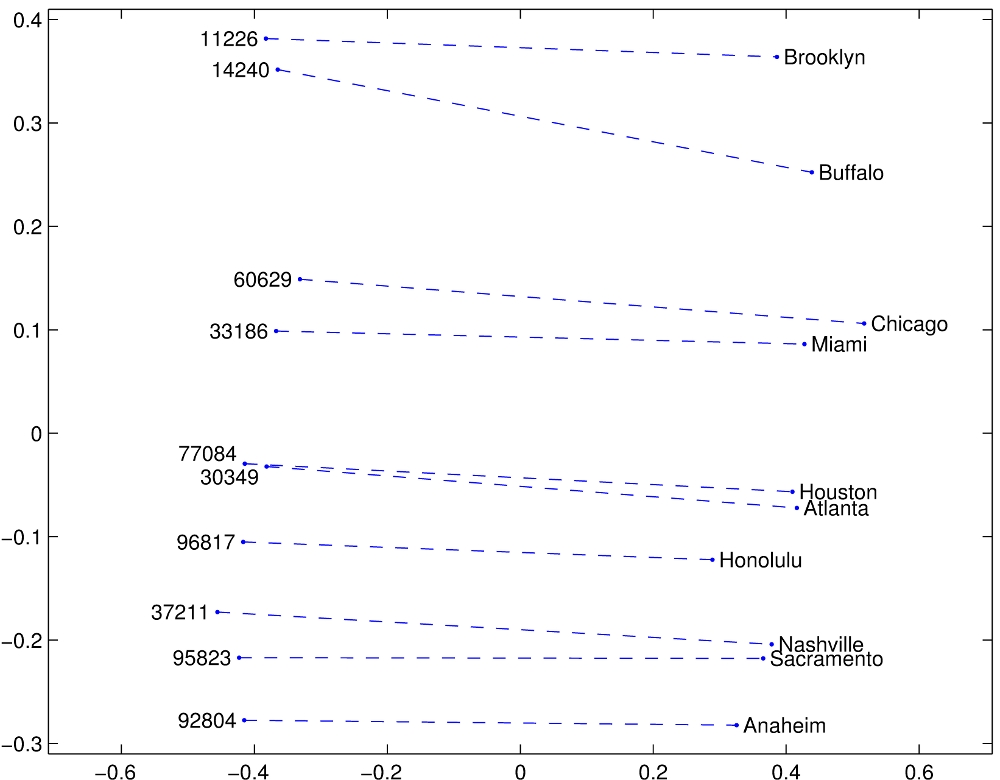 0.4
11226
Brooklyn
14240
0.3
Buffalo
0.2
60629
Chicago
0.1
33186
Miami
0
77084
30349
Houston
Atlanta
−0.1
96817
Honolulu
37211
−0.2
Nashville
95823
Sacramento
92804
Anaheim
−0.3
−0.6 −0.4 −0.2 0 0.2 0.4 0.6